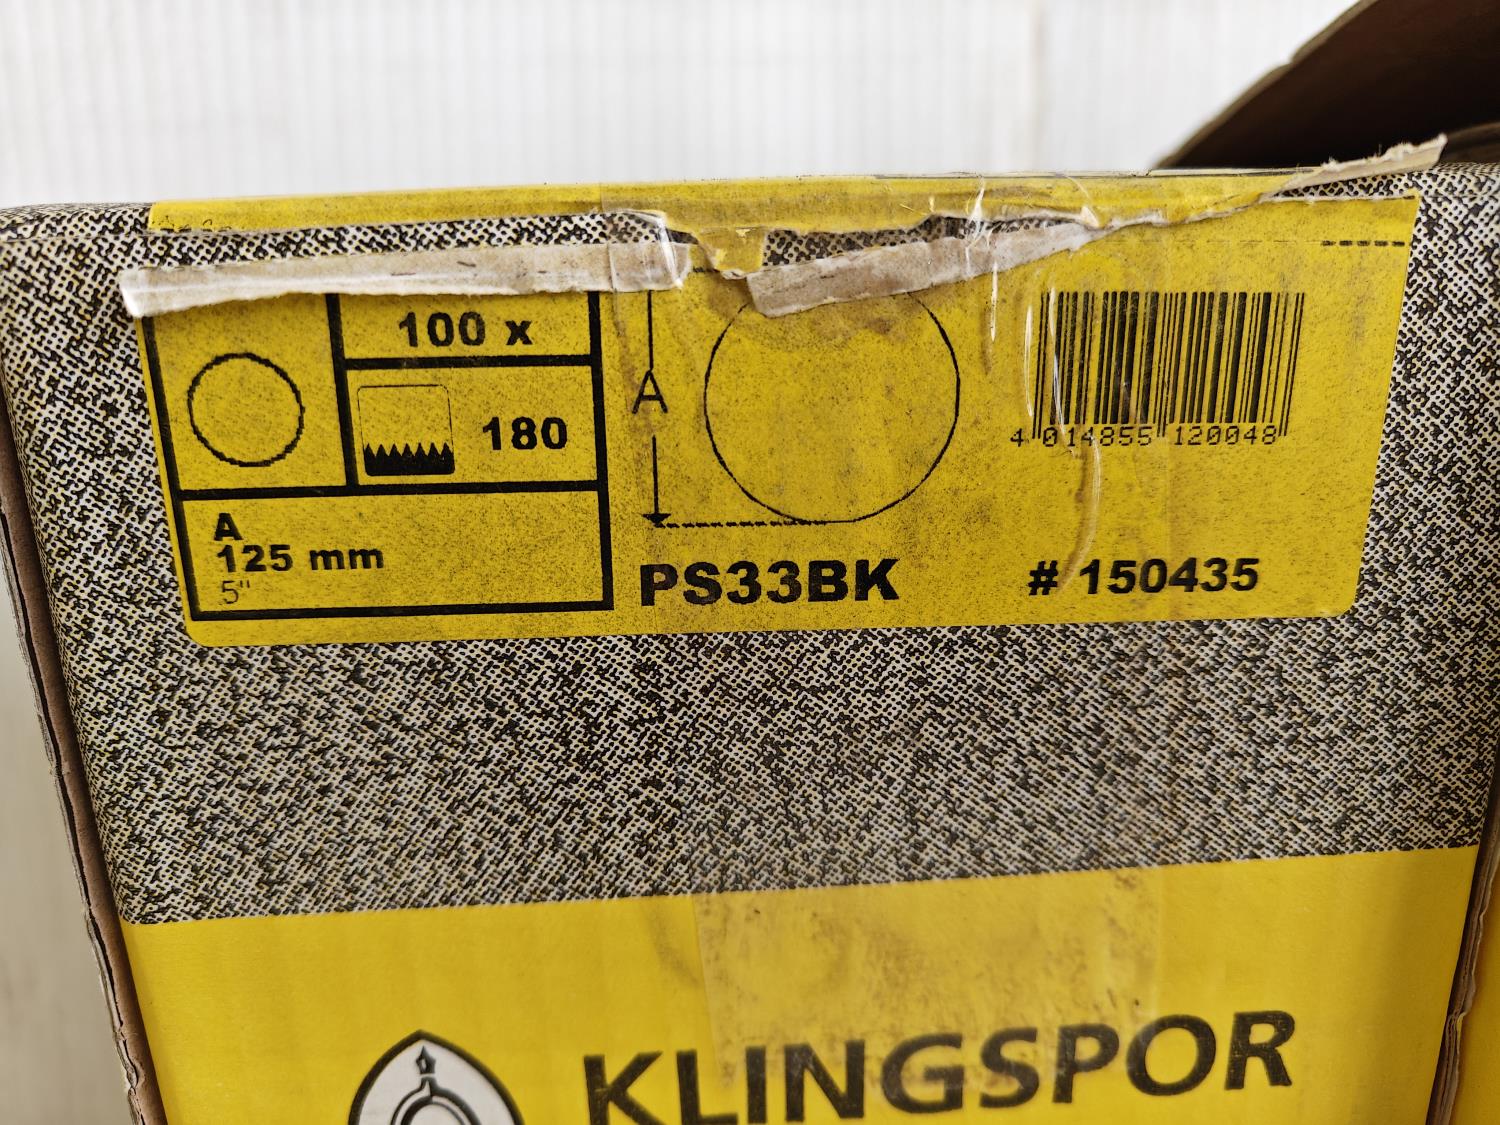 100 x
180
A
125 mm
5"
A
PS33BK
4 014855 120048
# 150435
KLINGSPOR